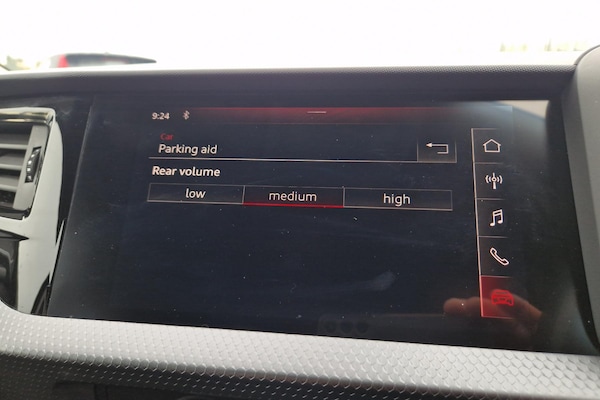 9:24
Car
Parking aid
Rear volume
low medium high